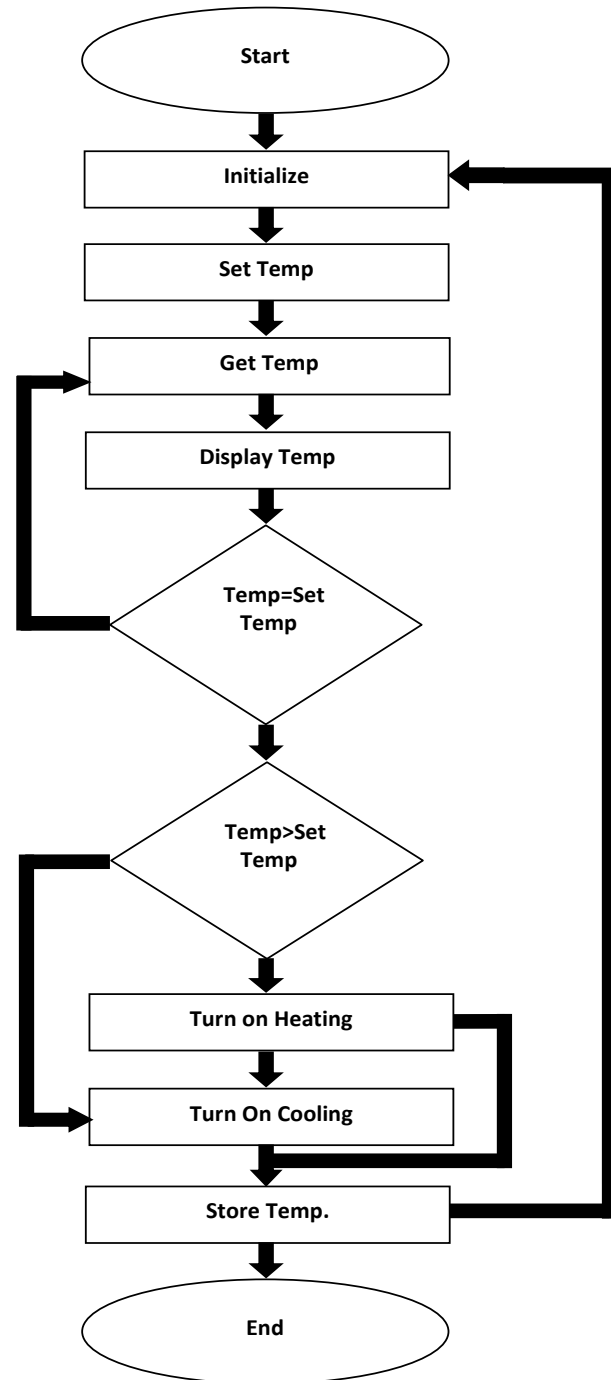 Start
Initialize
Set Temp
Get Temp
Display Temp
Temp=Set
Temp
Temp>Set
Temp
Turn on Heating
Turn On Cooling
Store Temp.
End